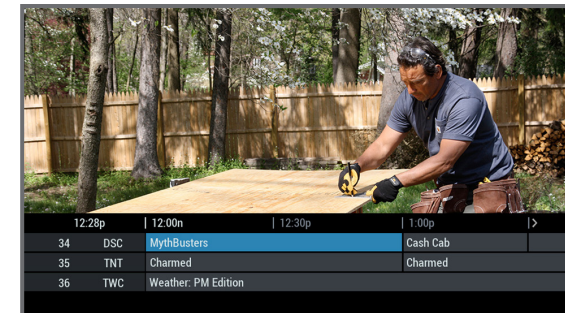 12:28p | 12:00n | 12:30p | 1:00p | >
34 DSC MythBusters Cash Cab
35 TNT Charmed Charmed
36 TWC Weather: PM Edition